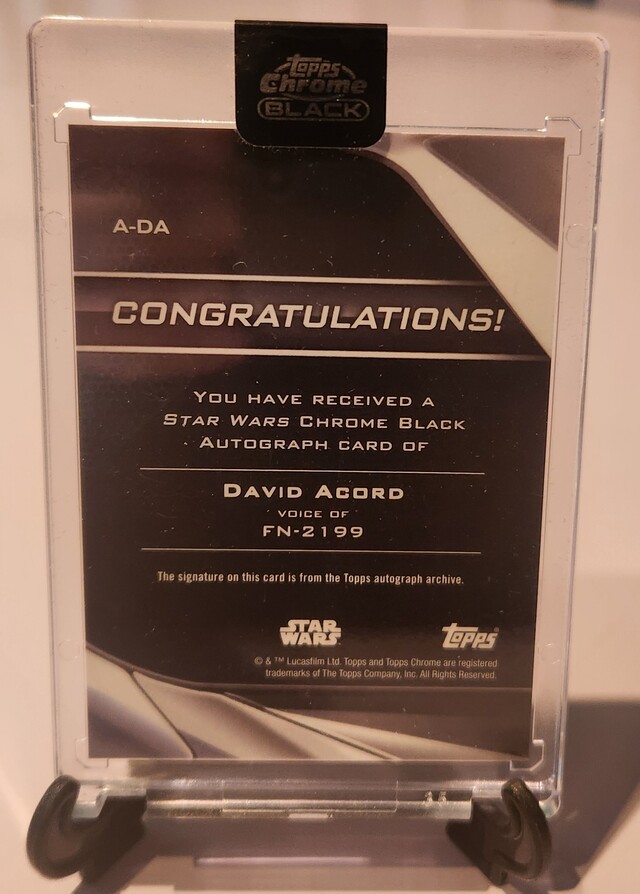 Topps
Chrome
BLACK
A-DA
CONGRATULATIONS!
YOU HAVE RECEIVED A
STAR WARS CHROME BLACK
AUTOGRAPH CARD OF
DAVID ACORD
VOICE OF
FN-2199
The signature on this card is from the Topps autograph archive.
STAR
WARS
Topps
© & ™ Lucasfilm Ltd. Topps and Topps Chrome are registered
trademarks of The Topps Company, Inc. All Rights Reserved.